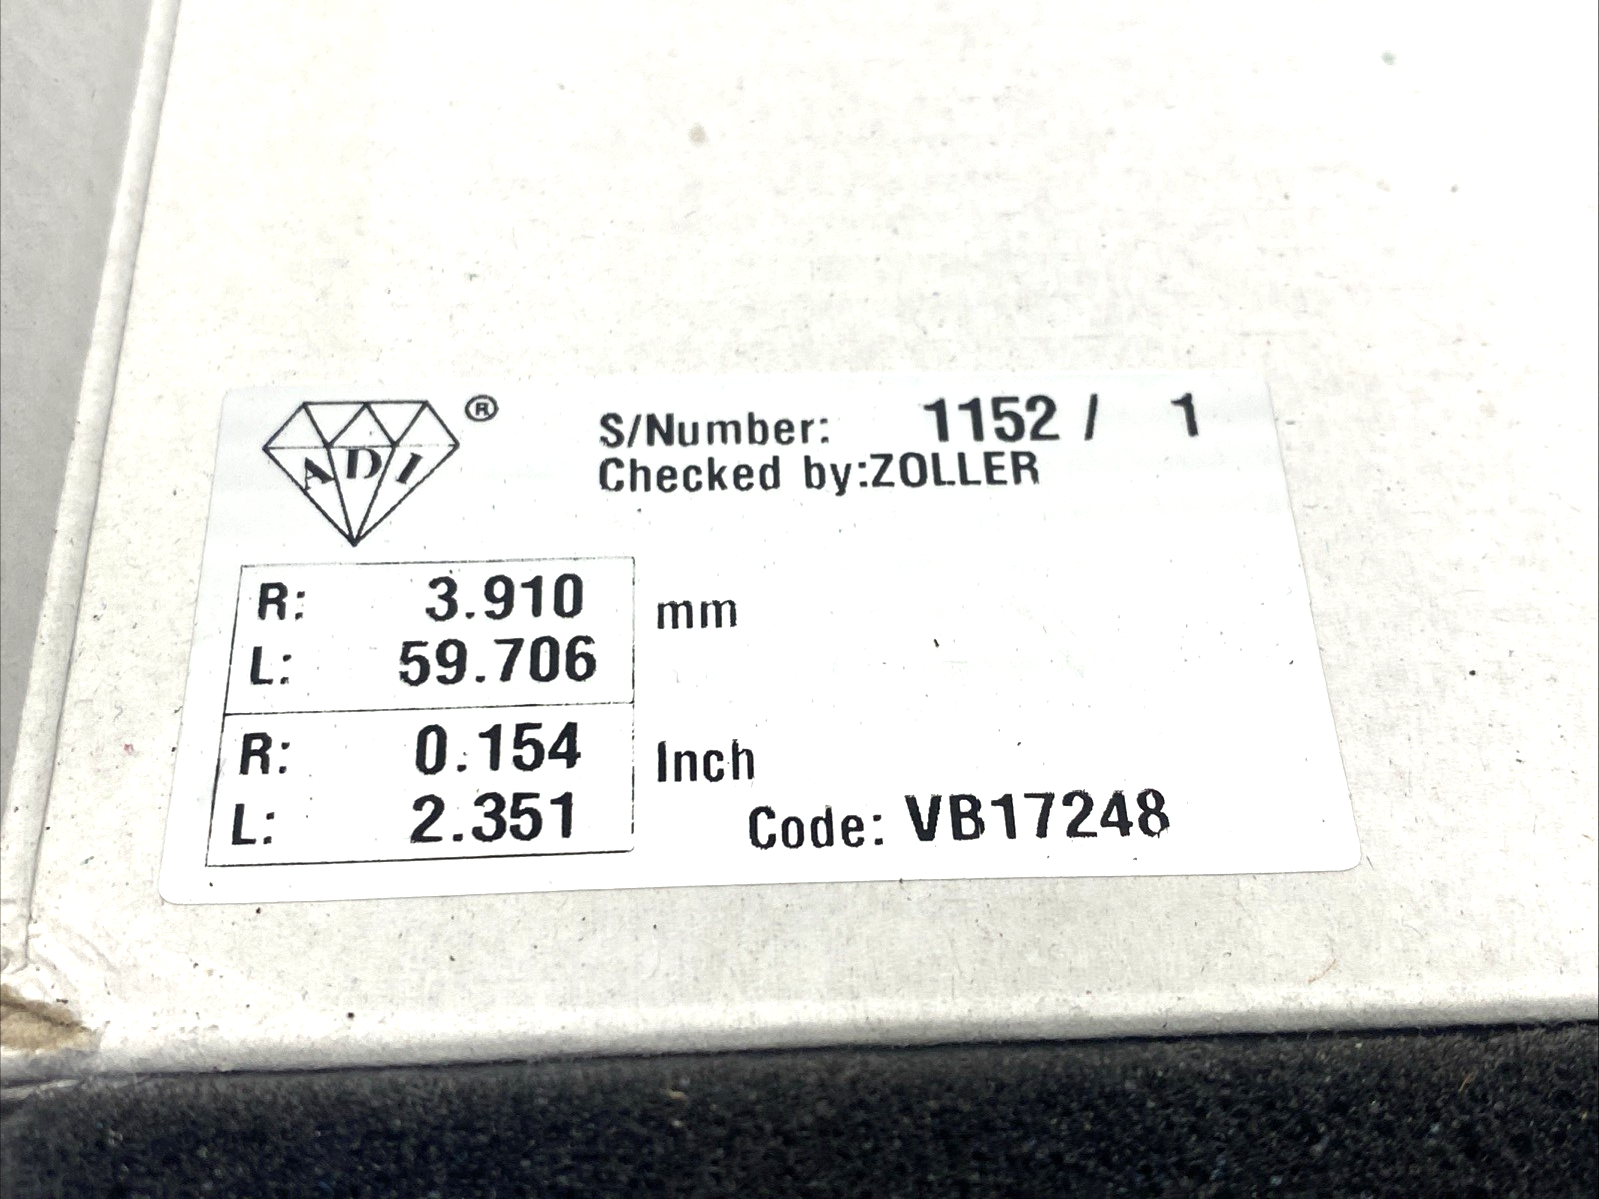 ADI ®
S/Number: 1152 / 1
Checked by:ZOLLER
R: 3.910 mm
L: 59.706
R: 0.154 Inch
L: 2.351
Code: VB17248